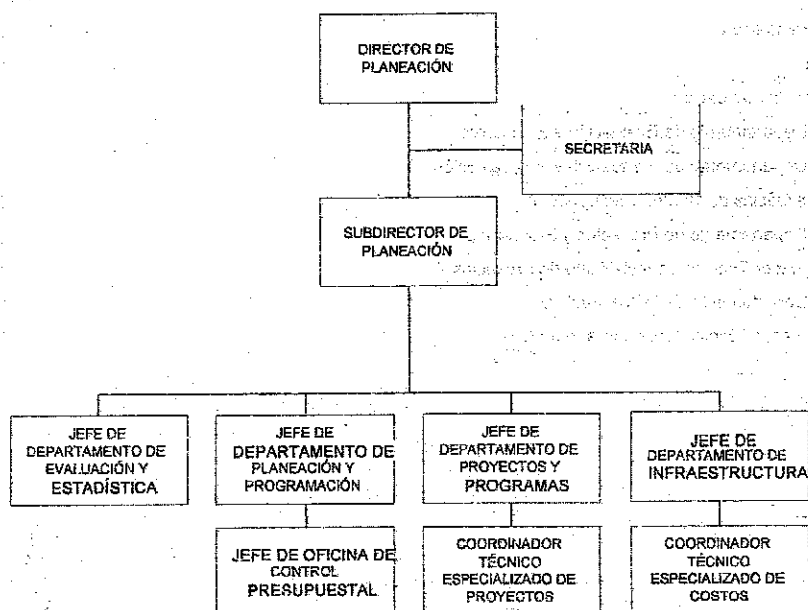 DIRECTOR DE
PLANEACIÓN
SECRETARIA
SUBDIRECTOR DE
PLANEACIÓN
JEFE DE
DEPARTAMENTO DE
EVALUACIÓN Y
ESTADÍSTICA
JEFE DE
DEPARTAMENTO DE
PLANEACIÓN Y
PROGRAMACIÓN
JEFE DE
DEPARTAMENTO DE
PROYECTOS Y
PROGRAMAS
JEFE DE
DEPARTAMENTO DE
INFRAESTRUCTURA
JEFE DE OFICINA DE
CONTROL
PRESUPUESTAL
COORDINADOR
TÉCNICO
ESPECIALIZADO DE
PROYECTOS
COORDINADOR
TÉCNICO
ESPECIALIZADO DE
COSTOS